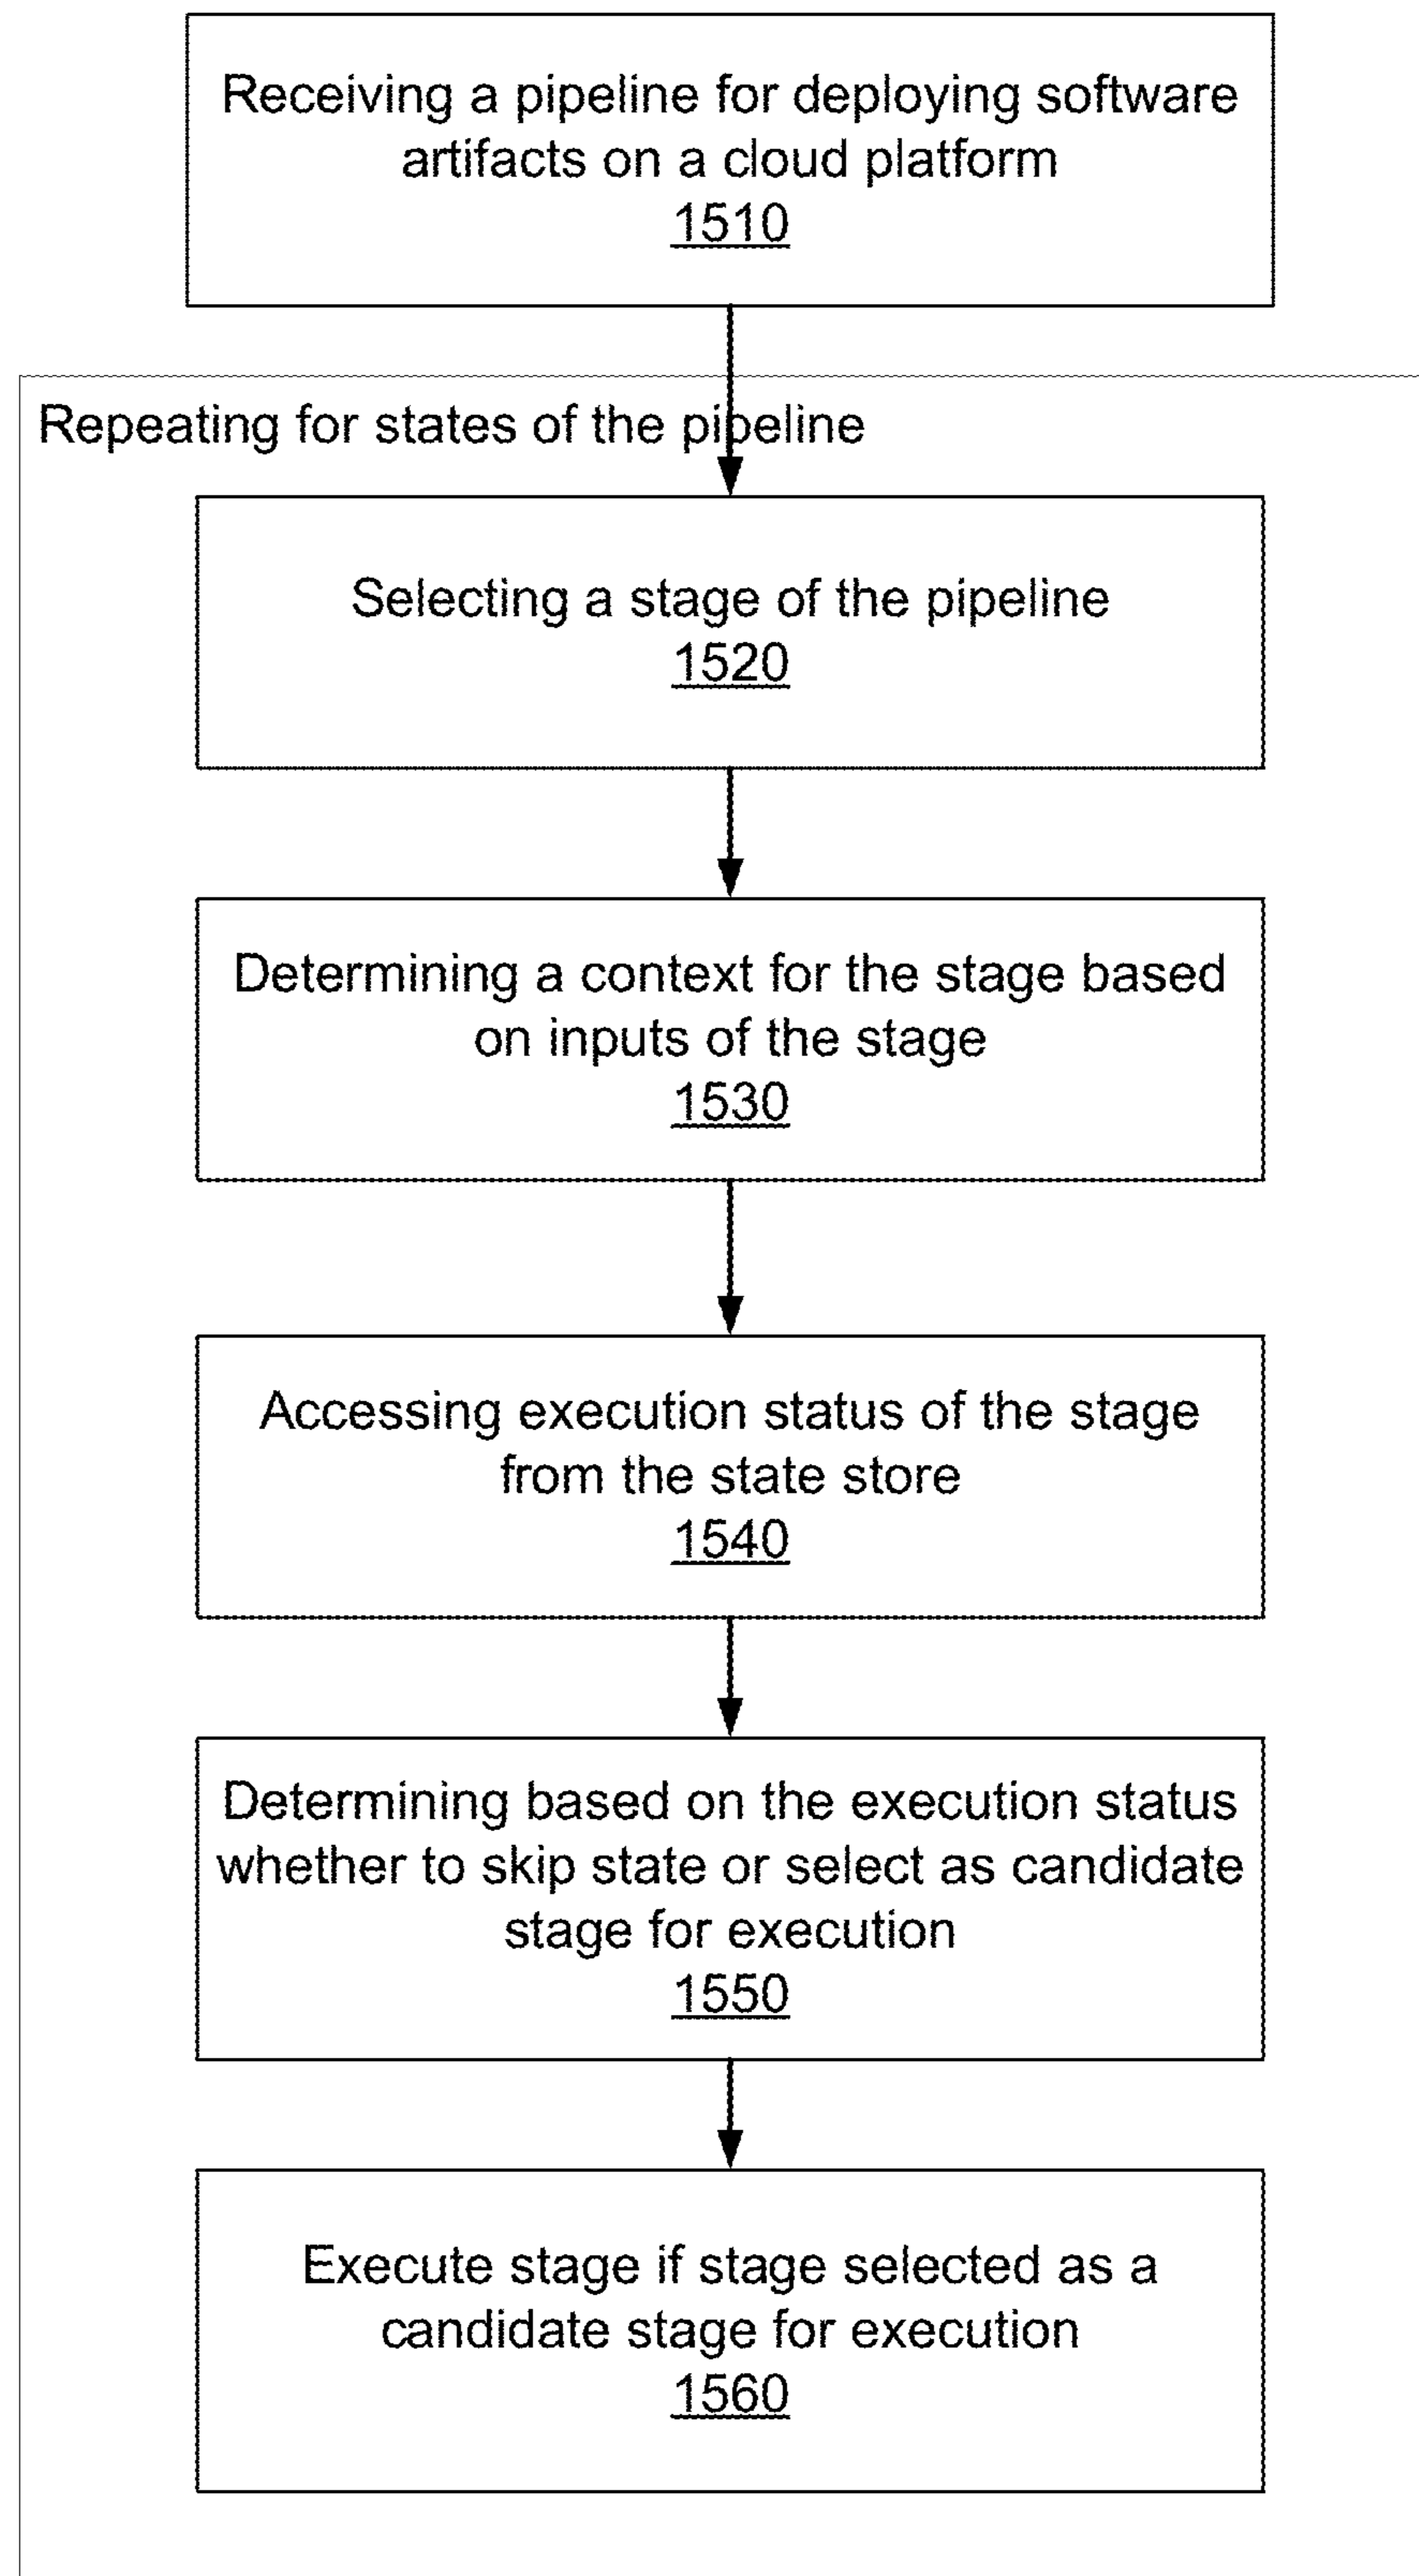 Receiving a pipeline for deploying software
artifacts on a cloud platform
1510
Repeating for states of the pipeline
Selecting a stage of the pipeline
1520
Determining a context for the stage based
on inputs of the stage
1530
Accessing execution status of the stage
from the state store
1540
Determining based on the execution status
whether to skip state or select as candidate
stage for execution
1550
Execute stage if stage selected as a
candidate stage for execution
1560